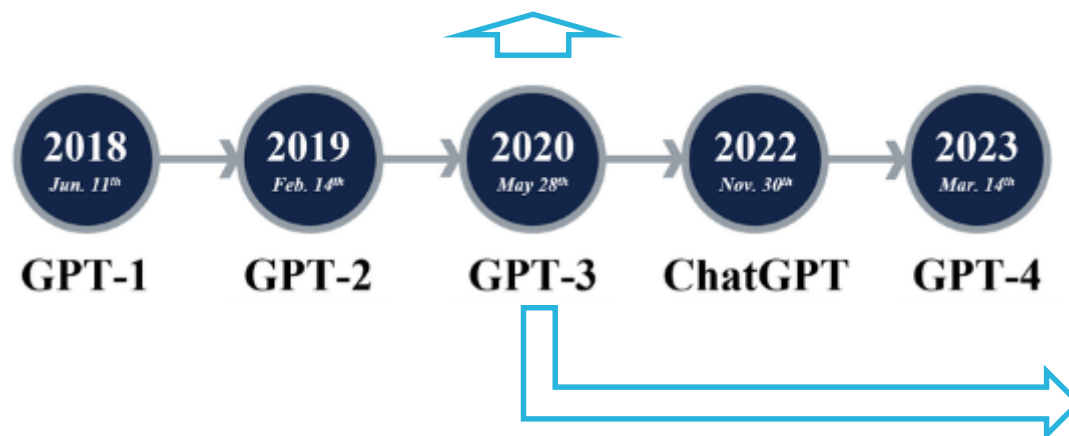 2018 2019 2020 2022 2023
Jun. 11th Feb. 14th May 28th Nov. 30th Mar. 14th
GPT-1 GPT-2 GPT-3 ChatGPT GPT-4